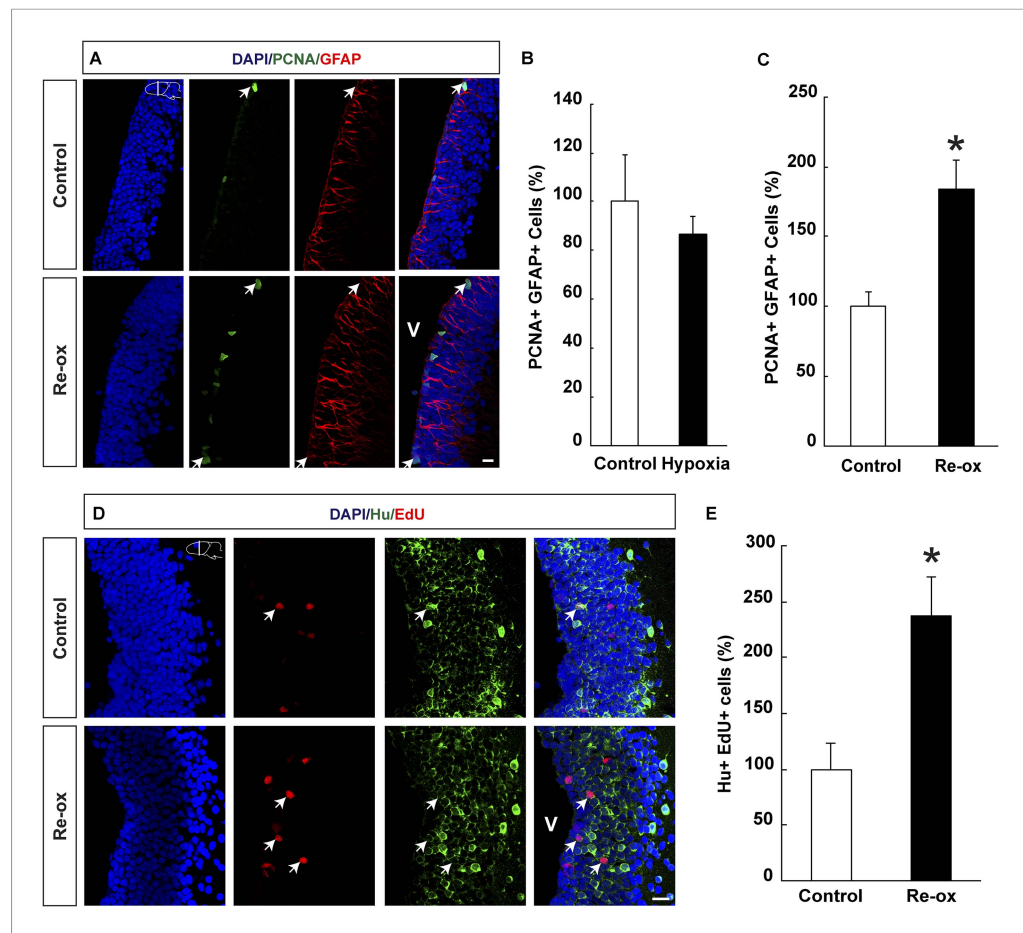 A
DAPI/PCNA/GFAP
Control
Re-ox
V
B
PCNA+ GFAP+ Cells (%)
140
120
100
80
60
40
20
0
Control Hypoxia
C
PCNA+ GFAP+ Cells (%)
250
200
150
100
50
0
*
Control Re-ox
D
DAPI/Hu/EdU
Control
Re-ox
V
E
Hu+ EdU+ cells (%)
300
250
200
150
100
50
0
*
Control Re-ox